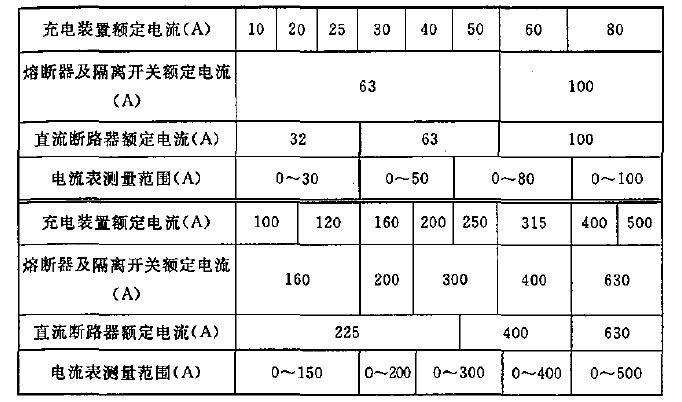 充电装置额定电流(A) 10 20 25 30 40 50 60 80
熔断器及隔离开关额定电流
(A) 63 100
直流断路器额定电流(A) 32 63 100
电流表测量范围(A) 0～30 0～50 0～80 0～100
充电装置额定电流(A) 100 120 160 200 250 315 400 500
熔断器及隔离开关额定电流
(A) 160 200 300 400 630
直流断路器额定电流(A) 225 400 630
电流表测量范围(A) 0～150 0～200 0～300 0～400 0～500